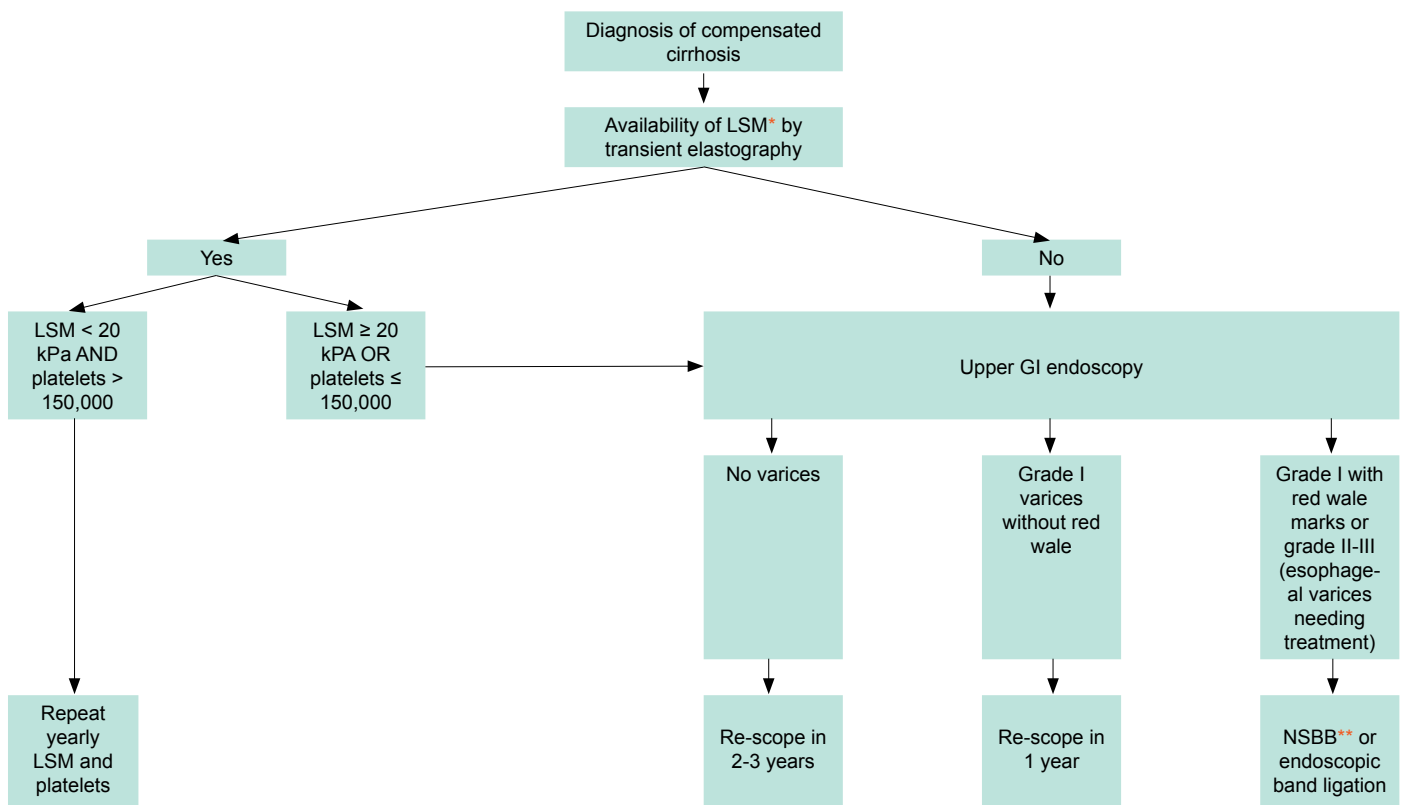 Diagnosis of compensated
cirrhosis
Availability of LSM* by
transient elastography
Yes
No
LSM < 20
kPa AND
platelets >
150,000
LSM ≥ 20
kPA OR
platelets ≤
150,000
Upper GI endoscopy
No varices
Grade I
varices
without red
wale
Grade I with
red wale
marks or
grade II-III
(esophage-
al varices
needing
treatment)
Repeat
yearly
LSM and
platelets
Re-scope in
2-3 years
Re-scope in
1 year
NSBB** or
endoscopic
band ligation